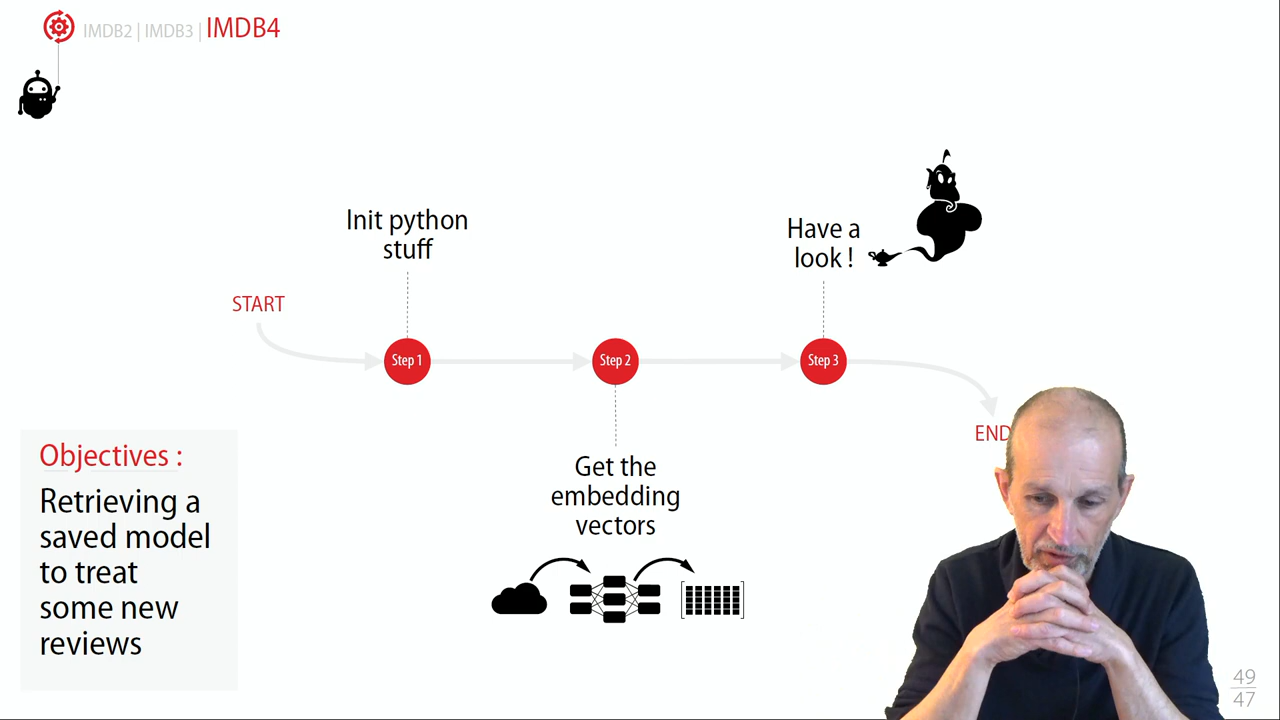 IMDB2 | IMDB3 | IMDB4
Init python
stuff
Have a
look !
START
Step 1
Step 2
Step 3
END
Get the
embedding
vectors
Objectives :
Retrieving a
saved model
to treat
some new
reviews
49
47